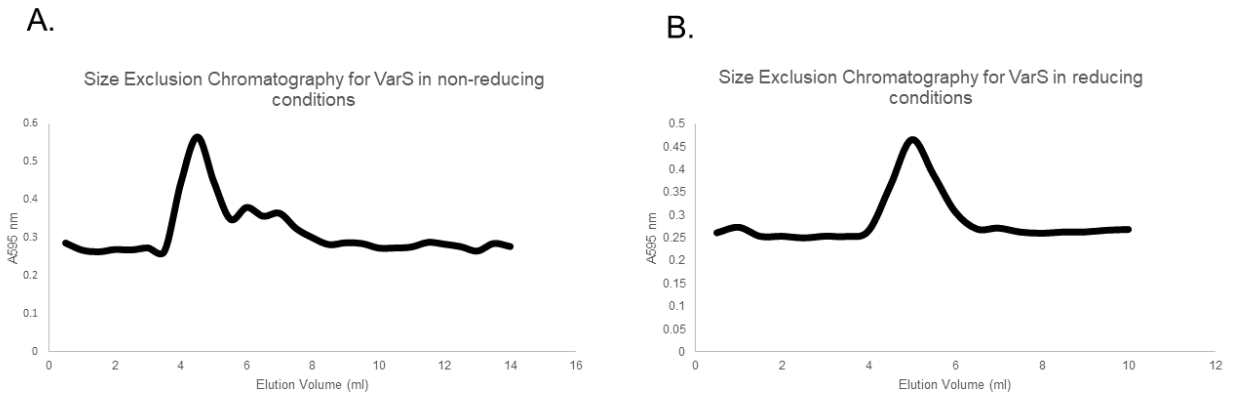 A.
Size Exclusion Chromatography for VarS in non-reducing
conditions
0.6
0.5
0.4
0.3
0.2
0.1
0
A595 nm
0 2 4 6 8 10 12 14 16
Elution Volume (ml)
B.
Size Exclusion Chromatography for VarS in reducing
conditions
0.5
0.45
0.4
0.35
0.3
0.25
0.2
0.15
0.1
0.05
0
A595 nm
0 2 4 6 8 10 12
Elution Volume (ml)